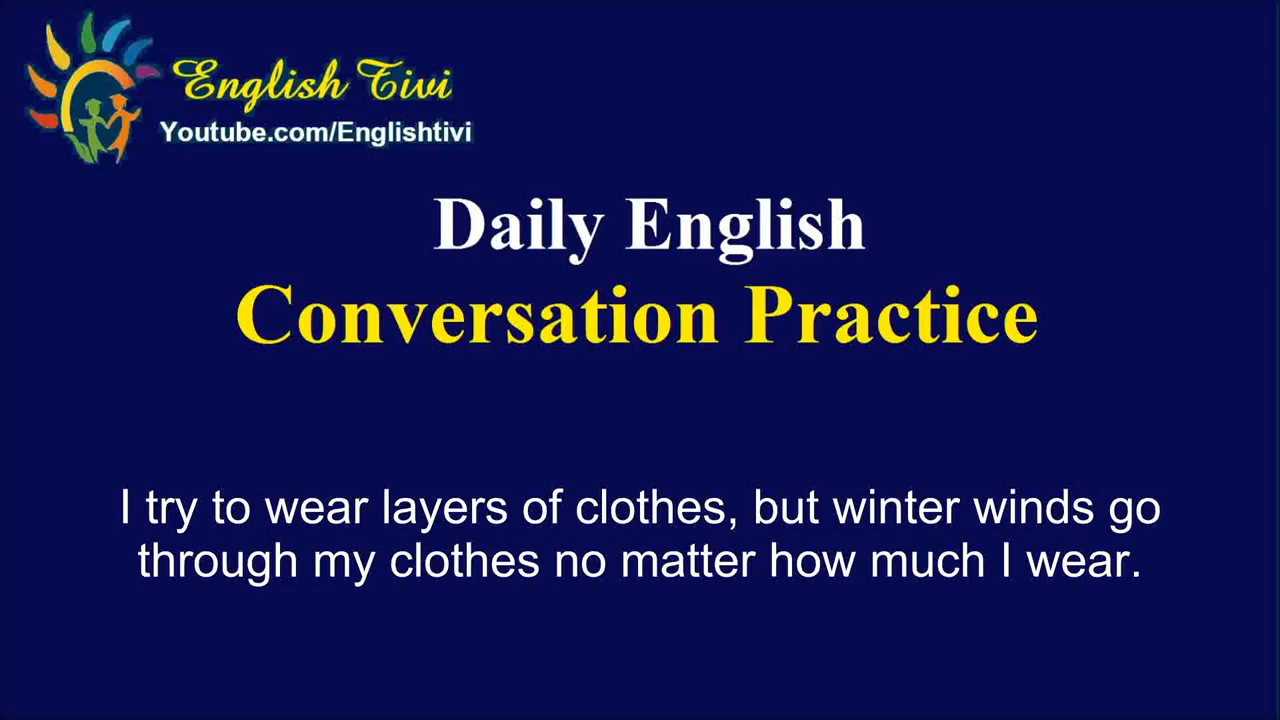 English Tivi
Youtube.com/Englishtivi
Daily English
Conversation Practice
I try to wear layers of clothes, but winter winds go
through my clothes no matter how much I wear.